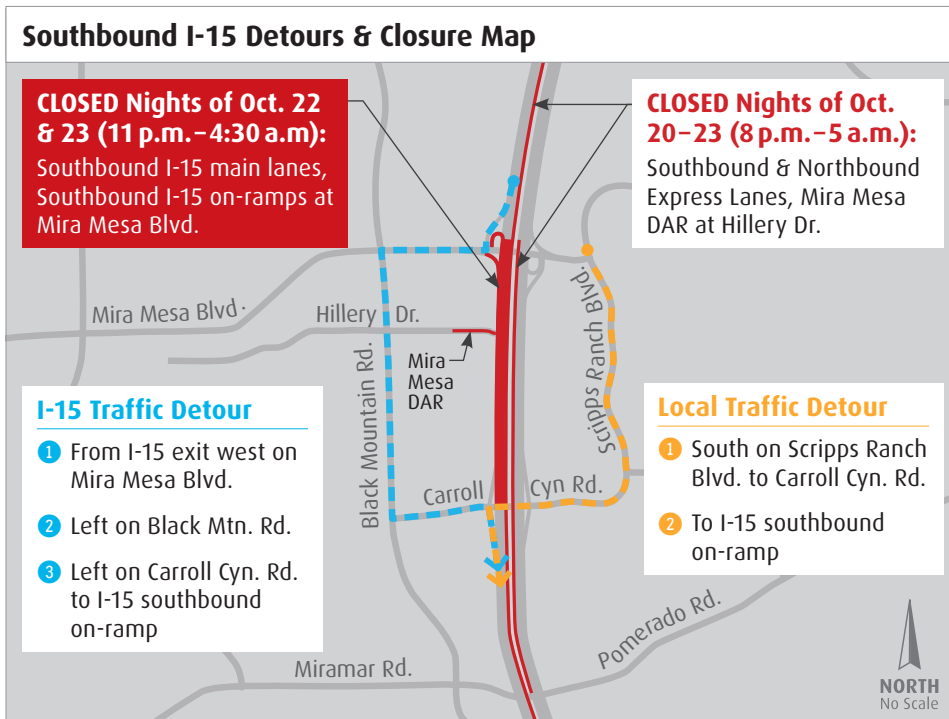 Southbound I-15 Detours & Closure Map
CLOSED Nights of Oct. 22
& 23 (11 p.m.–4:30 a.m):
Southbound I-15 main lanes,
Southbound I-15 on-ramps at
Mira Mesa Blvd.
CLOSED Nights of Oct.
20–23 (8 p.m.–5 a.m.):
Southbound & Northbound
Express Lanes, Mira Mesa
DAR at Hillery Dr.
Mira Mesa Blvd.
Hillery Dr.
Mira
Mesa
DAR
Black Mountain Rd.
Scripps Ranch Blvd.
Carroll Cyn Rd.
I-15 Traffic Detour
1 From I-15 exit west on
Mira Mesa Blvd.
2 Left on Black Mtn. Rd.
3 Left on Carroll Cyn. Rd.
to I-15 southbound
on-ramp
Local Traffic Detour
1 South on Scripps Ranch
Blvd. to Carroll Cyn. Rd.
2 To I-15 southbound
on-ramp
Miramar Rd.
Pomerado Rd.
NORTH
No Scale